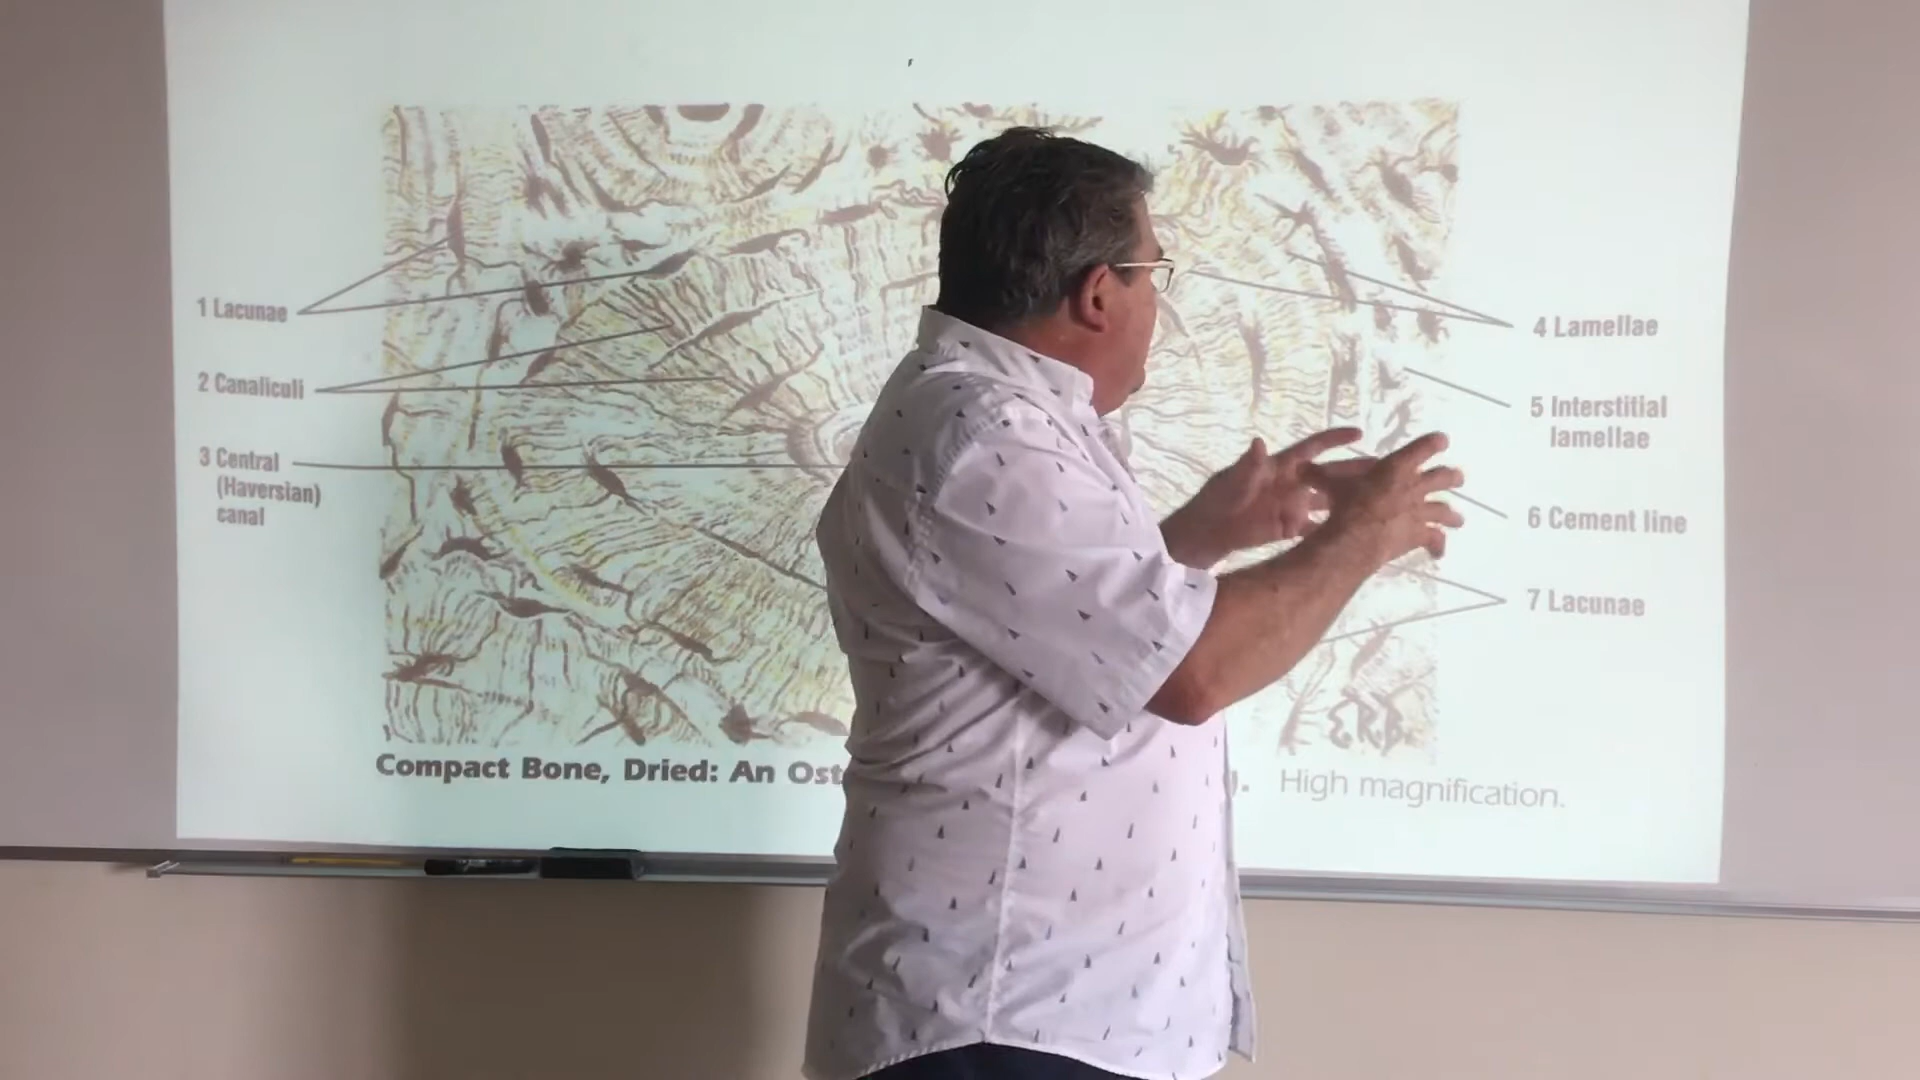 1 Lacunae
2 Canaliculi
3 Central
(Haversian)
canal
4 Lamellae
5 Interstitial
lamellae
6 Cement line
7 Lacunae
ERB.
Compact Bone, Dried: An High magnification.